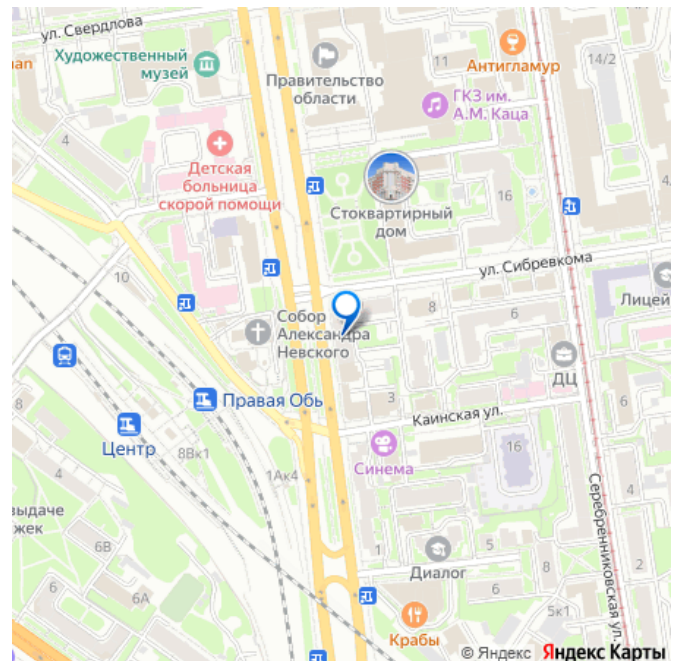 ул. Свердлова
Художественный
музей
4
Правительство
области
11
Антигламур
14/2
ГКЗ им.
А.М. Каца
Детская
больница
скорой помощи
Стоквартирный
дом
16
10
ул. Сибревкома
Лицей
8
Собор
Александра
Невского
ДЦ
Правая Обь
3
Каинская ул.
6
8
Центр
8Вк1
Синема
16
1Ак4
4
Серебренниковская ул.
4
выдаче
жек
6В
1
Диалог
5
8
2
6
6А
6
5к1
Крабы
© Яндекс Яндекс Карты